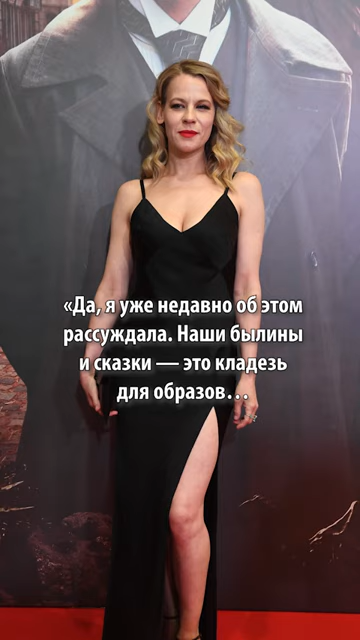 «Да, я уже недавно об этом
рассуждала. Наши былины
и сказки — это кладезь
для образов…